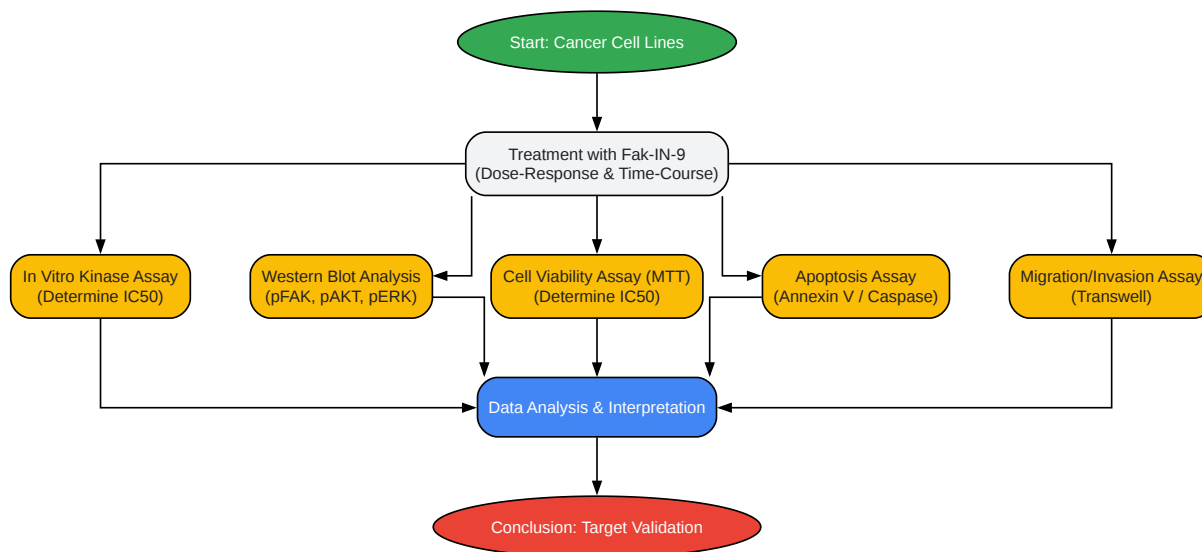 Start: Cancer Cell Lines
Treatment with Fak-IN-9
(Dose-Response & Time-Course)
In Vitro Kinase Assay
(Determine IC50)
Western Blot Analysis
(pFAK, pAKT, pERK)
Cell Viability Assay (MTT)
(Determine IC50)
Apoptosis Assay
(Annexin V / Caspase)
Migration/Invasion Assay
(Transwell)
Data Analysis & Interpretation
Conclusion: Target Validation